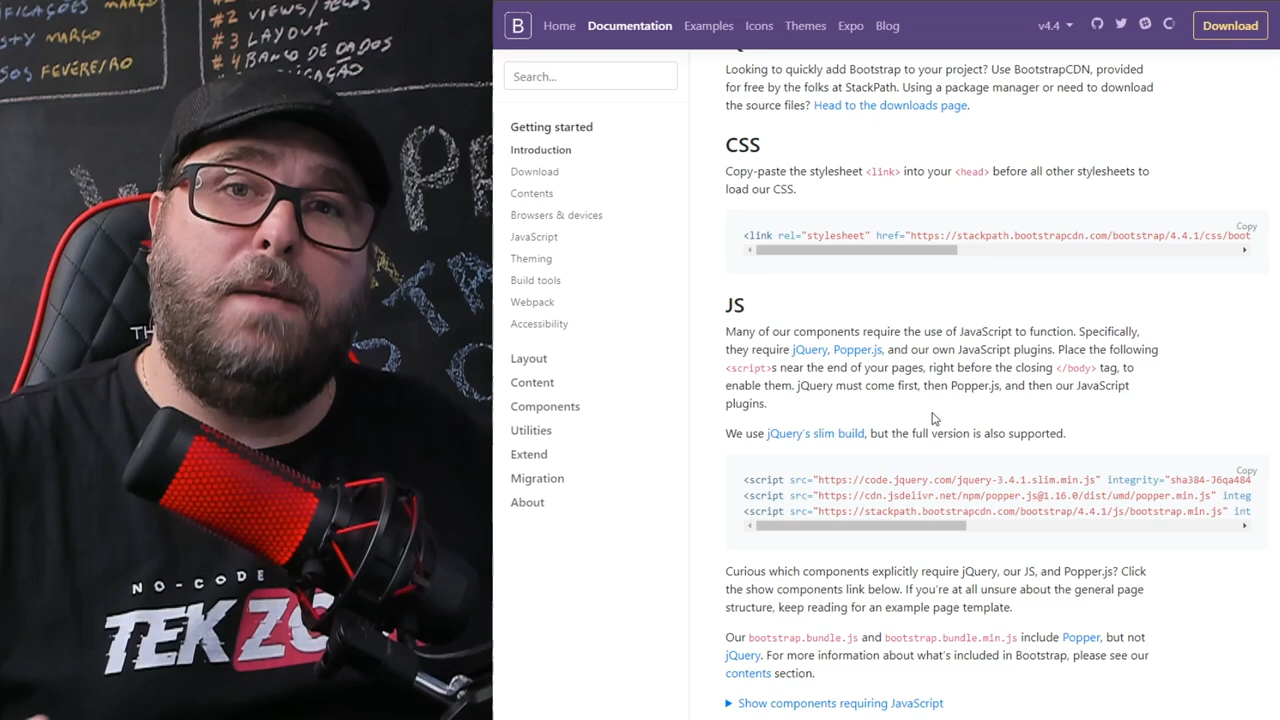 IFICAÇÕES MARÇO
STY MARÇO
SOS FEVEREIRO
#2 VIEWS/
#3 LAYOUT
#4 BANCO DE DADOS
NO-CODE
TEK ZO
B
Home
Documentation
Examples
Icons
Themes
Expo
Blog
v4.4
Download
Search...
Getting started
Introduction
Download
Contents
Browsers & devices
JavaScript
Theming
Build tools
Webpack
Accessibility
Layout
Content
Components
Utilities
Extend
Migration
About
Looking to quickly add Bootstrap to your project? Use BootstrapCDN, provided
for free by the folks at StackPath. Using a package manager or need to download
the source files? Head to the downloads page.
CSS
Copy-paste the stylesheet <link> into your <head> before all other stylesheets to
load our CSS.
Copy
<link rel="stylesheet" href="https://stackpath.bootstrapcdn.com/bootstrap/4.4.1/css/boot
JS
Many of our components require the use of JavaScript to function. Specifically,
they require jQuery, Popper.js, and our own JavaScript plugins. Place the following
<script>s near the end of your pages, right before the closing </body> tag, to
enable them. jQuery must come first, then Popper.js, and then our JavaScript
plugins.
We use jQuery's slim build, but the full version is also supported.
Copy
<script src="https://code.jquery.com/jquery-3.4.1.slim.min.js" integrity="sha384-J6qa484
<script src="https://cdn.jsdelivr.net/npm/popper.js@1.16.0/dist/umd/popper.min.js" integ
<script src="https://stackpath.bootstrapcdn.com/bootstrap/4.4.1/js/bootstrap.min.js" int
Curious which components explicitly require jQuery, our JS, and Popper.js? Click
the show components link below. If you're at all unsure about the general page
structure, keep reading for an example page template.
Our bootstrap.bundle.js and bootstrap.bundle.min.js include Popper, but not
jQuery. For more information about what's included in Bootstrap, please see our
contents section.
Show components requiring JavaScript